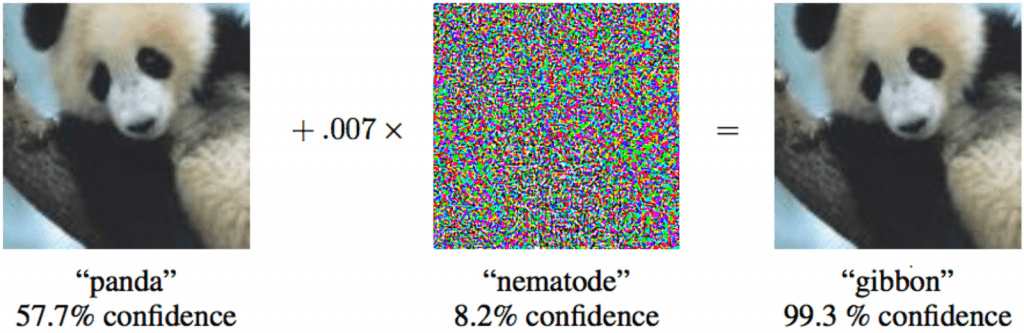 + .007 ×
=
“panda”
57.7% confidence
“nematode”
8.2% confidence
“gibbon”
99.3 % confidence